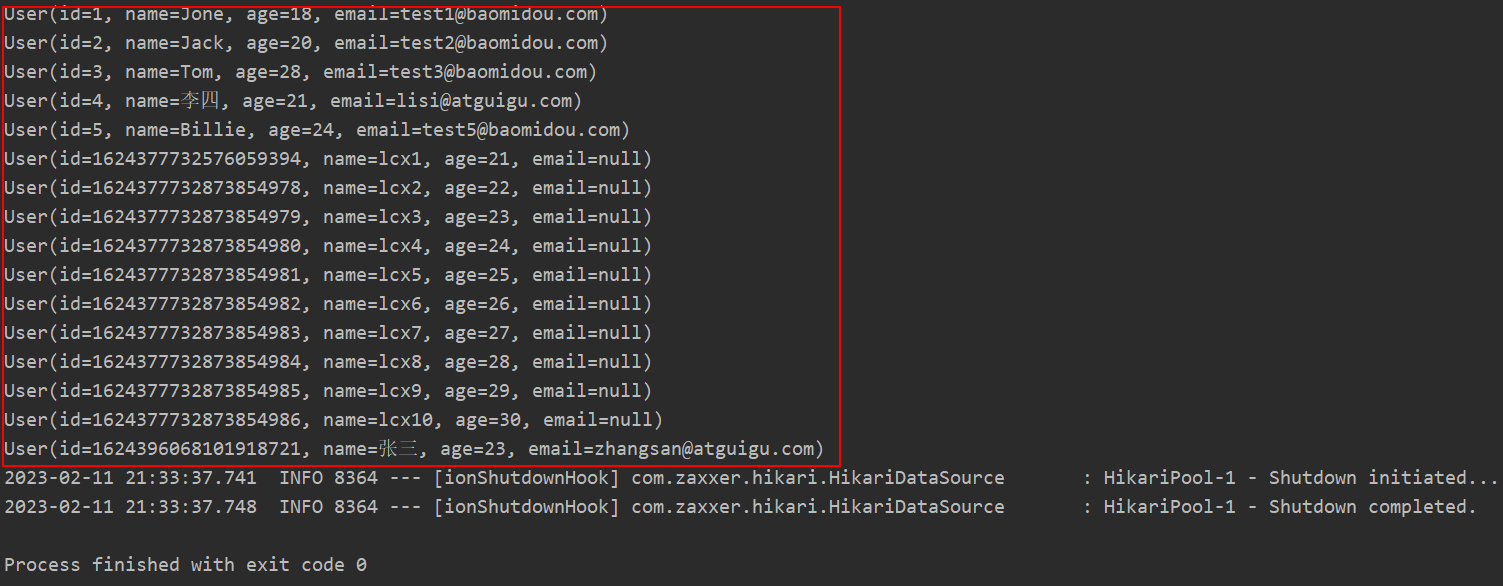 User(id=1, name=Jone, age=18, email=test1@baomidou.com)
User(id=2, name=Jack, age=20, email=test2@baomidou.com)
User(id=3, name=Tom, age=28, email=test3@baomidou.com)
User(id=4, name=李四, age=21, email=lisi@atguigu.com)
User(id=5, name=Billie, age=24, email=test5@baomidou.com)
User(id=1624377732576059394, name=lcx1, age=21, email=null)
User(id=1624377732873854978, name=lcx2, age=22, email=null)
User(id=1624377732873854979, name=lcx3, age=23, email=null)
User(id=1624377732873854980, name=lcx4, age=24, email=null)
User(id=1624377732873854981, name=lcx5, age=25, email=null)
User(id=1624377732873854982, name=lcx6, age=26, email=null)
User(id=1624377732873854983, name=lcx7, age=27, email=null)
User(id=1624377732873854984, name=lcx8, age=28, email=null)
User(id=1624377732873854985, name=lcx9, age=29, email=null)
User(id=1624377732873854986, name=lcx10, age=30, email=null)
User(id=1624396068101918721, name=张三, age=23, email=zhangsan@atguigu.com)
2023-02-11 21:33:37.741  INFO 8364 --- [ionShutdownHook] com.zaxxer.hikari.HikariDataSource       : HikariPool-1 - Shutdown initiated...
2023-02-11 21:33:37.748  INFO 8364 --- [ionShutdownHook] com.zaxxer.hikari.HikariDataSource       : HikariPool-1 - Shutdown completed.
Process finished with exit code 0